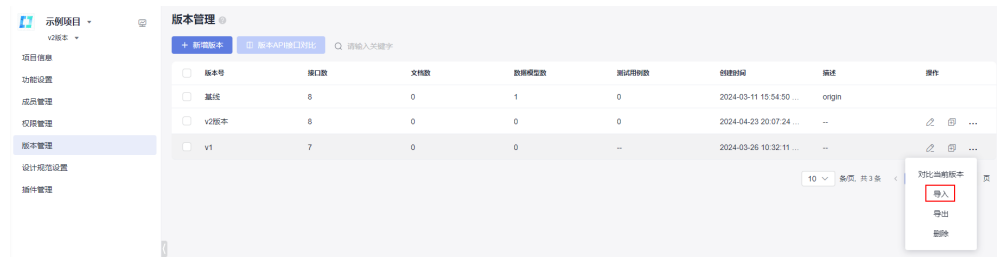 示例项目
v2版本
项目信息
功能设置
成员管理
权限管理
版本管理
设计规范设置
插件管理
版本管理
+ 新增版本
版本API接口对比
请输入关键字
版本号 接口数 文档数 数据模型数 测试用例数 创建时间 描述 操作
基线 8 0 1 0 2024-03-11 15:54:50 ... origin
v2版本 8 0 0 0 2024-04-23 20:07:24 ... -- ...
v1 7 0 0 -- 2024-03-26 10:32:11 ... -- ...
10 条/页, 共 3 条 < 页
对比当前版本
导入
导出
删除